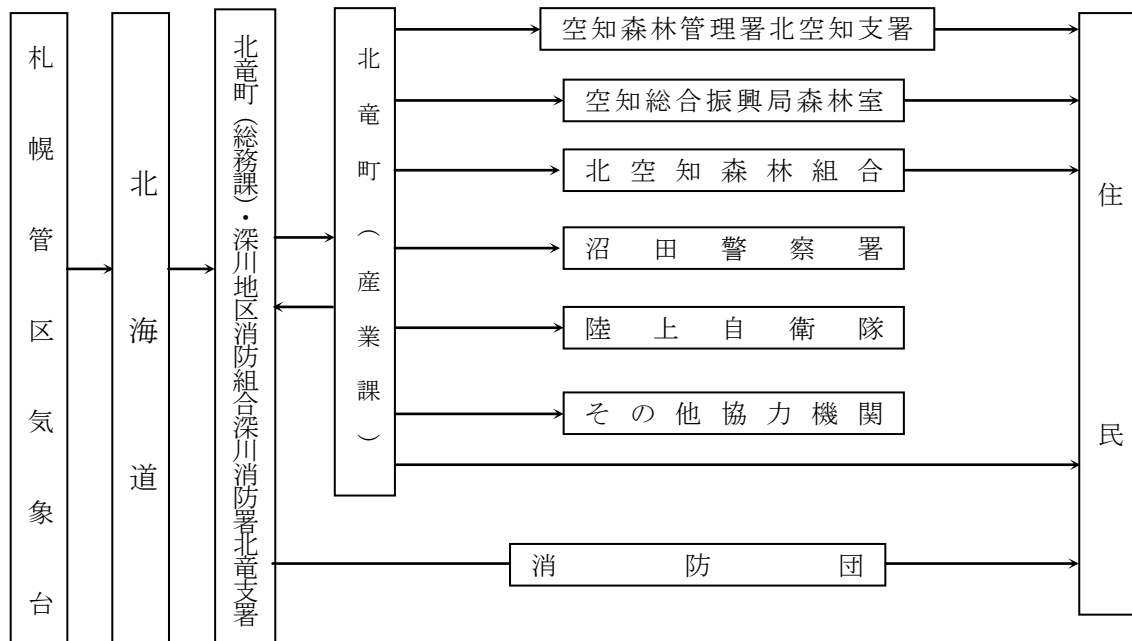 札幌管区気象台
北海道
北竜町（総務課）・深川地区消防組合深川消防署北竜支署
北竜町（産業課）
空知森林管理署北空知支署
空知総合振興局森林室
北空知森林組合
沼田警察署
陸上自衛隊
その他協力機関
消防団
住民